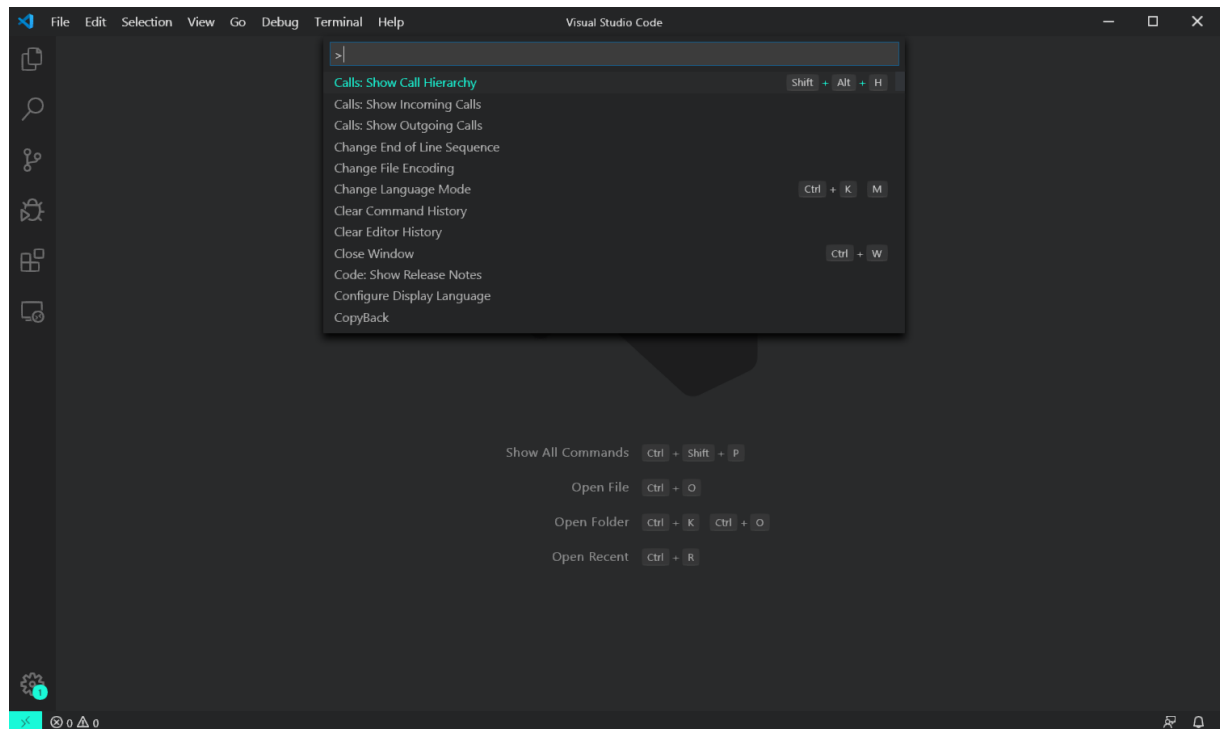 File Edit Selection View Go Debug Terminal Help Visual Studio Code
>
Calls: Show Call Hierarchy Shift + Alt + H
Calls: Show Incoming Calls
Calls: Show Outgoing Calls
Change End of Line Sequence
Change File Encoding
Change Language Mode Ctrl + K M
Clear Command History
Clear Editor History
Close Window Ctrl + W
Code: Show Release Notes
Configure Display Language
CopyBack
Show All Commands Ctrl + Shift + P
Open File Ctrl + O
Open Folder Ctrl + K Ctrl + O
Open Recent Ctrl + R
1
0 0